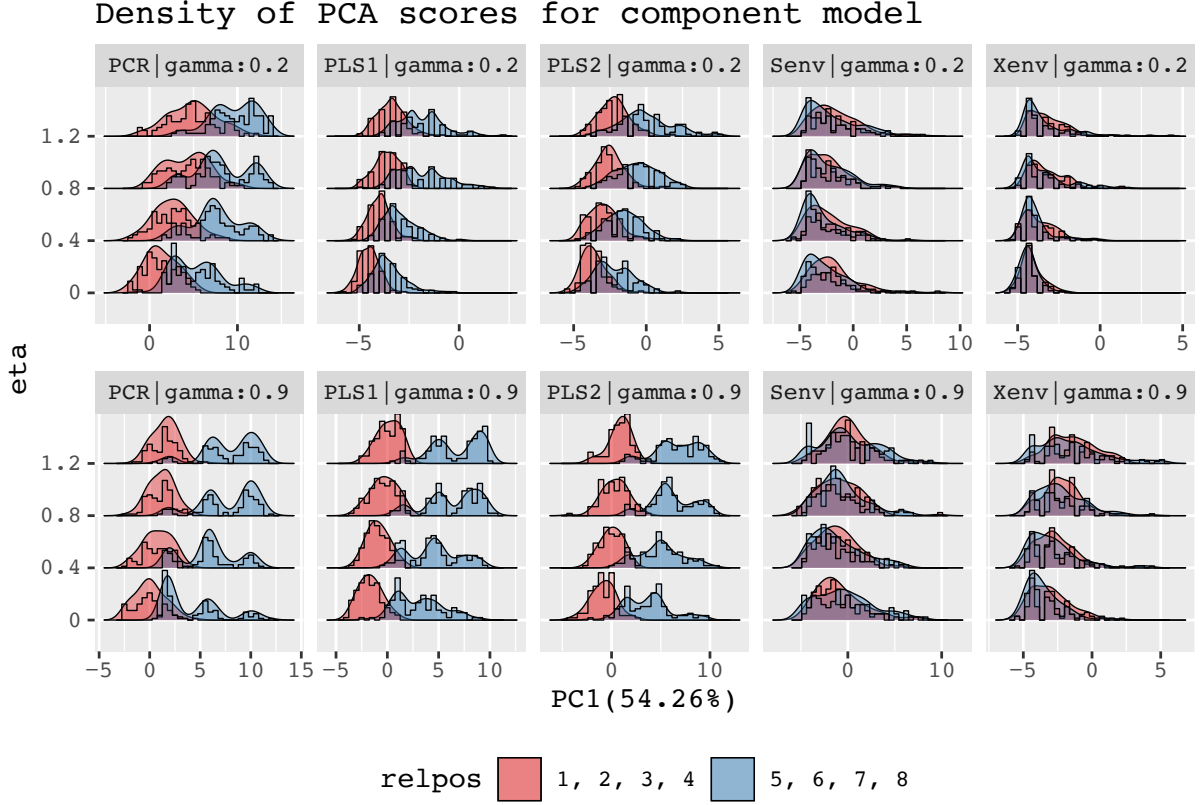 Density of PCA scores for component model
PCR|gamma:0.2 PLS1|gamma:0.2 PLS2|gamma:0.2 Senv|gamma:0.2 Xenv|gamma:0.2
1.2
0.8
0.4
0
0 10 −5 0 −5 0 5 −5 0 5 10 −5 0 5
eta
PCR|gamma:0.9 PLS1|gamma:0.9 PLS2|gamma:0.9 Senv|gamma:0.9 Xenv|gamma:0.9
1.2
0.8
0.4
0
−5 0 5 10 15 −5 0 5 10 0 10 0 10 −5 0 5
PC1(54.26%)
relpos 1, 2, 3, 4 5, 6, 7, 8